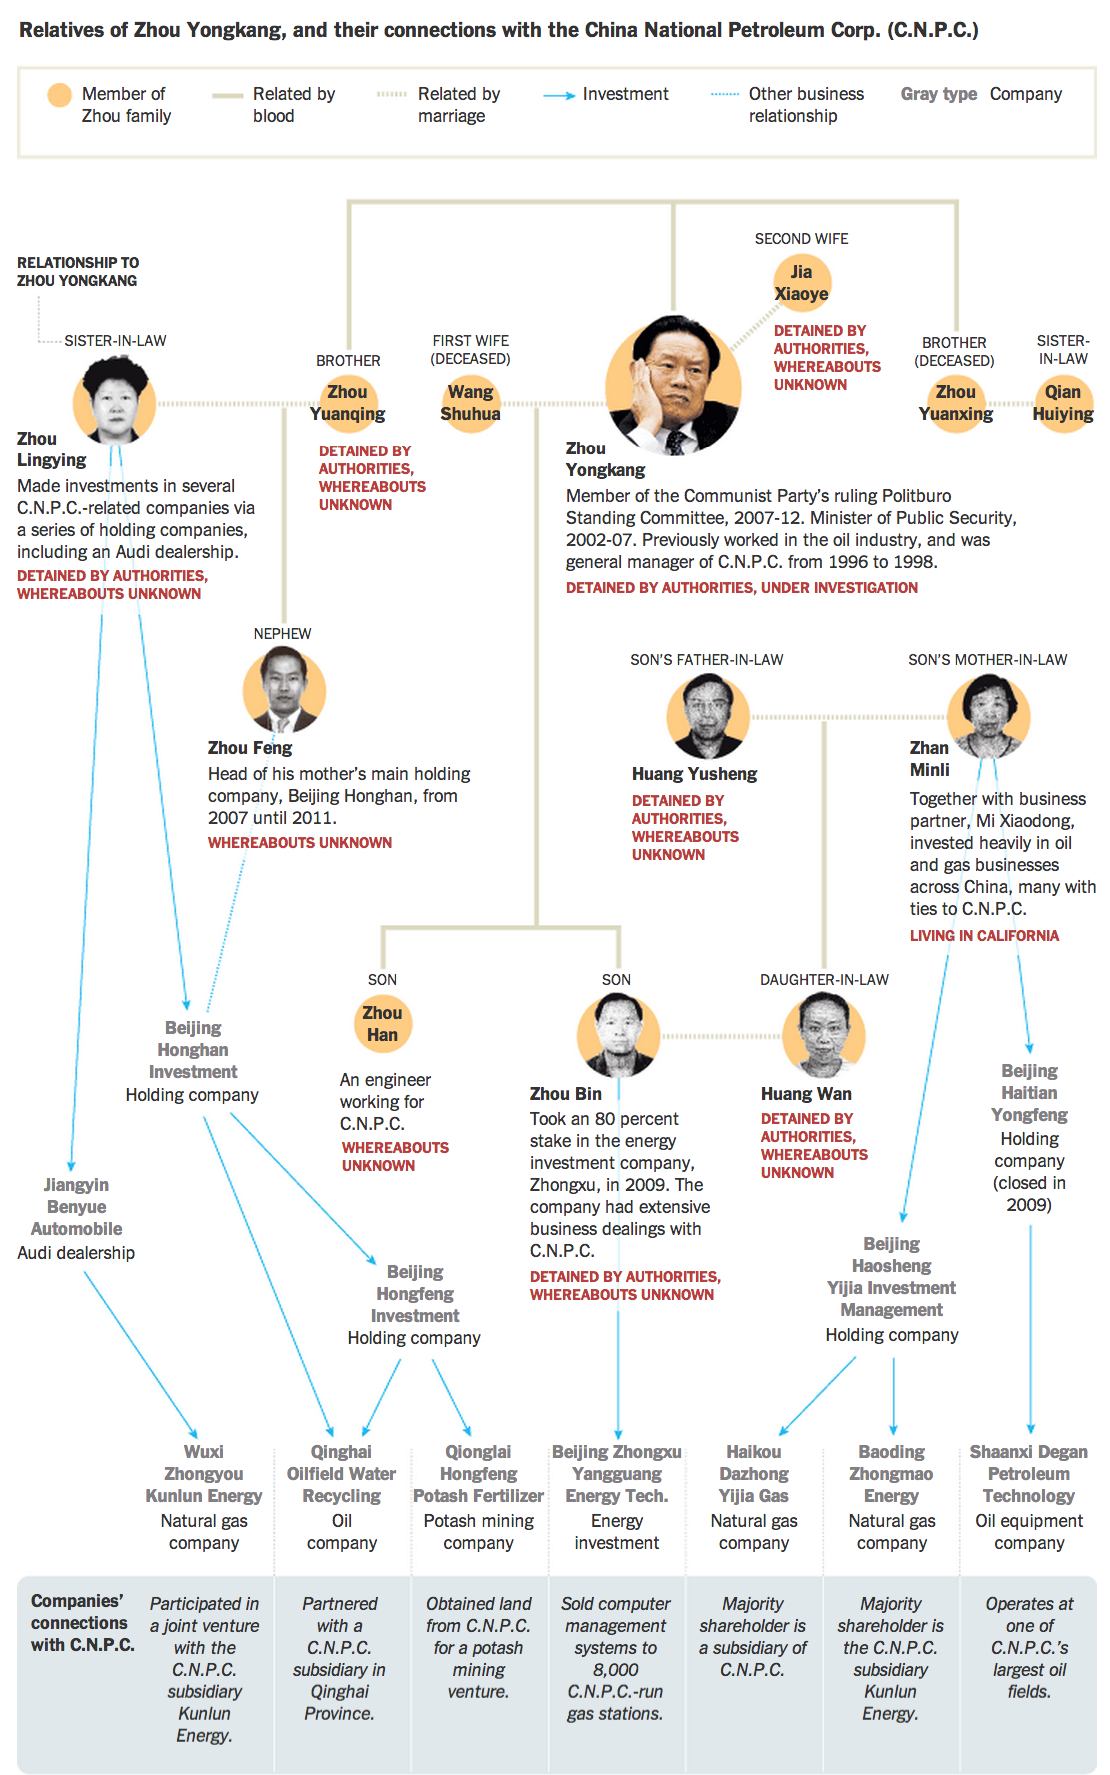 Relatives of Zhou Yongkang, and their connections with the China National Petroleum Corp. (C.N.P.C.)
Member of
Zhou family
Related by
blood
Related by
marriage
Investment
Other business
relationship
Gray type Company
RELATIONSHIP TO
ZHOU YONGKANG
SISTER-IN-LAW
Zhou
Lingying
Made investments in several
C.N.P.C.-related companies via
a series of holding companies,
including an Audi dealership.
DETAINED BY AUTHORITIES,
WHEREABOUTS UNKNOWN
BROTHER
Zhou
Yuanqing
DETAINED BY
AUTHORITIES,
WHEREABOUTS
UNKNOWN
FIRST WIFE
(DECEASED)
Wang
Shuhua
SECOND WIFE
Jia
Xiaoye
DETAINED BY
AUTHORITIES,
WHEREABOUTS
UNKNOWN
Zhou
Yongkang
Member of the Communist Party’s ruling Politburo
Standing Committee, 2007-12. Minister of Public Security,
2002-07. Previously worked in the oil industry, and was
general manager of C.N.P.C. from 1996 to 1998.
DETAINED BY AUTHORITIES, UNDER INVESTIGATION
BROTHER
(DECEASED)
Zhou
Yuanxing
SISTER-
IN-LAW
Qian
Huiying
NEPHEW
Zhou Feng
Head of his mother’s main holding
company, Beijing Honghan, from
2007 until 2011.
WHEREABOUTS UNKNOWN
SON’S FATHER-IN-LAW
Huang Yusheng
DETAINED BY
AUTHORITIES,
WHEREABOUTS
UNKNOWN
SON’S MOTHER-IN-LAW
Zhan
Minli
Together with business
partner, Mi Xiaodong,
invested heavily in oil
and gas businesses
across China, many with
ties to C.N.P.C.
LIVING IN CALIFORNIA
SON
Zhou
Han
An engineer
working for
C.N.P.C.
WHEREABOUTS
UNKNOWN
SON
Zhou Bin
Took an 80 percent
stake in the energy
investment company,
Zhongxu, in 2009. The
company had extensive
business dealings with
C.N.P.C.
DETAINED BY AUTHORITIES,
WHEREABOUTS UNKNOWN
DAUGHTER-IN-LAW
Huang Wan
DETAINED BY
AUTHORITIES,
WHEREABOUTS
UNKNOWN
Beijing
Honghan
Investment
Holding company
Beijing
Haitian
Yongfeng
Holding
company
(closed in
2009)
Jiangyin
Benyue
Automobile
Audi dealership
Beijing
Hongfeng
Investment
Holding company
Beijing
Haosheng
Yijia Investment
Management
Holding company
Wuxi
Zhongyou
Kunlun Energy
Natural gas
company
Qinghai
Oilfield Water
Recycling
Oil
company
Qionglai
Hongfeng
Potash Fertilizer
Potash mining
company
Beijing Zhongxu
Yangguang
Energy Tech.
Energy
investment
Haikou
Dazhong
Yijia Gas
Natural gas
company
Baoding
Zhongmao
Energy
Natural gas
company
Shaanxi Degan
Petroleum
Technology
Oil equipment
company
Companies’
connections
with C.N.P.C.
Participated in
a joint venture
with the
C.N.P.C.
subsidiary
Kunlun
Energy.
Partnered
with a
C.N.P.C.
subsidiary in
Qinghai
Province.
Obtained land
from C.N.P.C.
for a potash
mining
venture.
Sold computer
management
systems to
8,000
C.N.P.C.-run
gas stations.
Majority
shareholder is
a subsidiary of
C.N.P.C.
Majority
shareholder is
the C.N.P.C.
subsidiary
Kunlun
Energy.
Operates at
one of
C.N.P.C.’s
largest oil
fields.